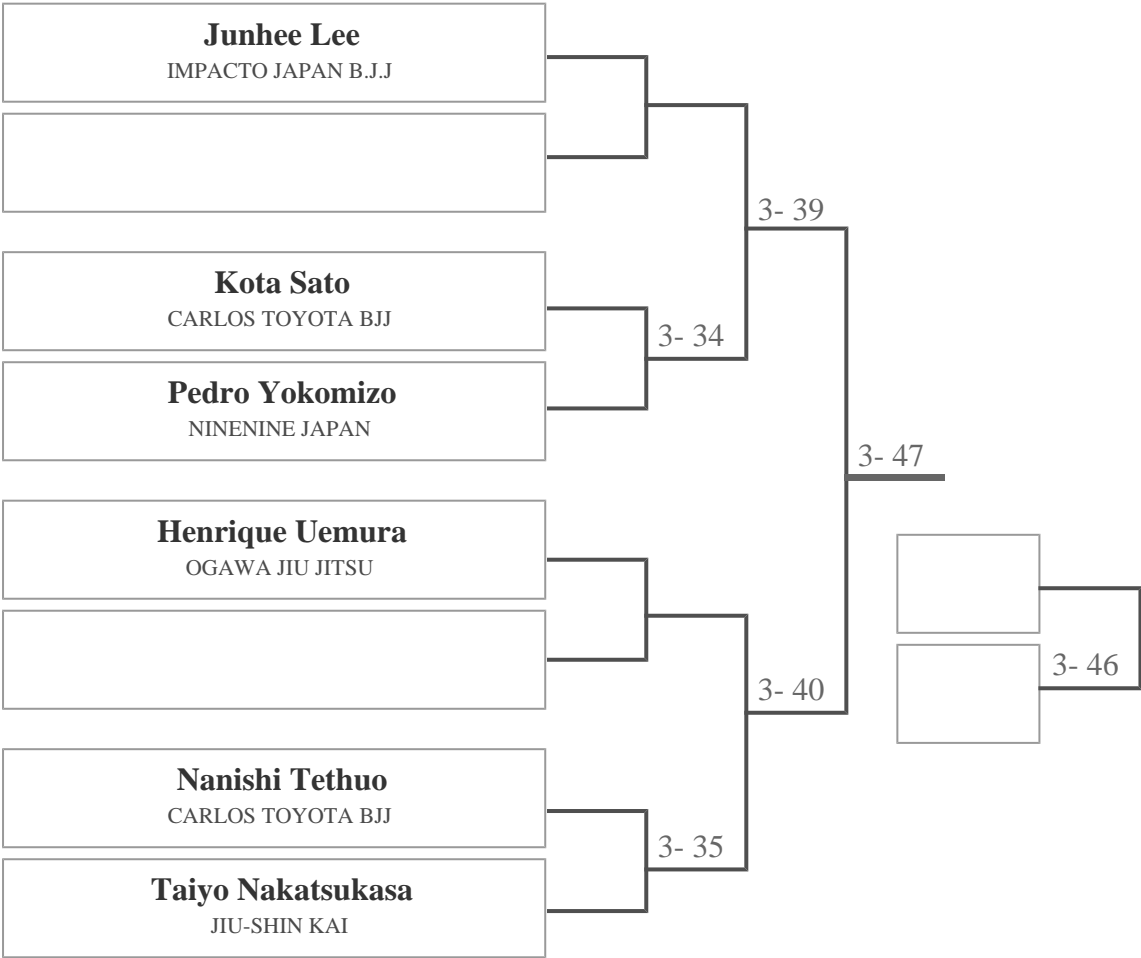 Junhee Lee
IMPACTO JAPAN B.J.J
3- 39
Kota Sato
CARLOS TOYOTA BJJ
3- 34
Pedro Yokomizo
NINENINE JAPAN
3- 47
Henrique Uemura
OGAWA JIU JITSU
3- 46
3- 40
Nanishi Tethuo
CARLOS TOYOTA BJJ
3- 35
Taiyo Nakatsukasa
JIU-SHIN KAI